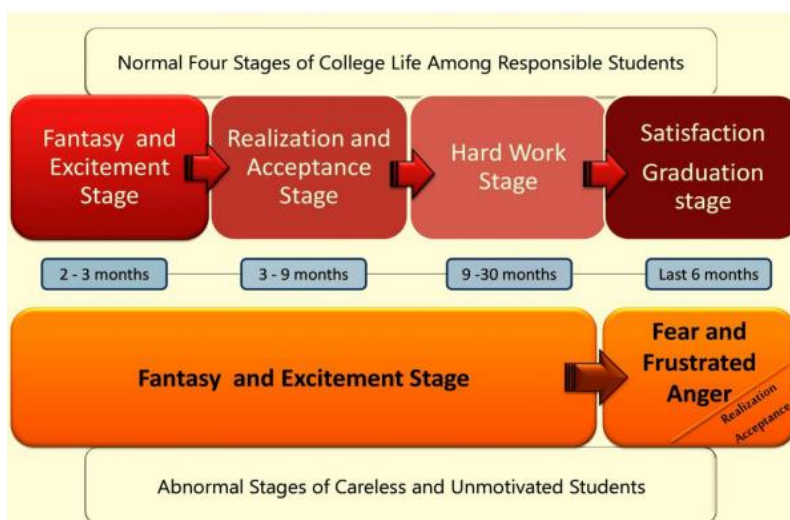 Normal Four Stages of College Life Among Responsible Students
Fantasy and
Excitement
Stage
Realization and
Acceptance
Stage
Hard Work
Stage
Satisfaction
Graduation
stage
2 - 3 months
3 - 9 months
9 -30 months
Last 6 months
Fantasy and Excitement Stage
Fear and
Frustrated
Anger
Realization
Acceptance
Abnormal Stages of Careless and Unmotivated Students